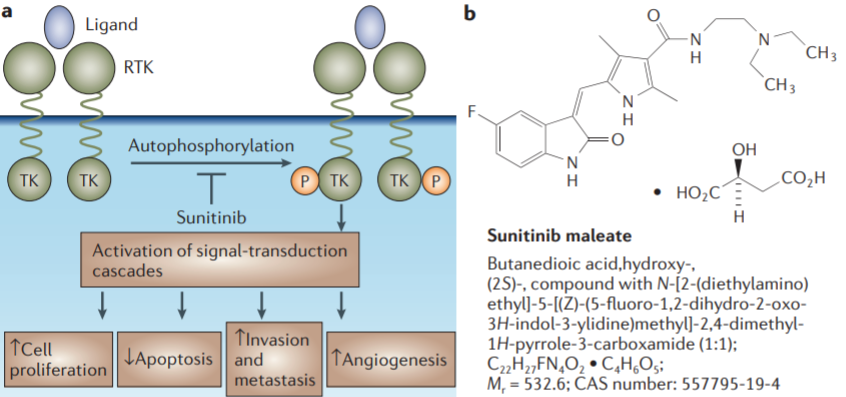 a
Ligand
RTK
Autophosphorylation
TK
TK
P
TK
TK
P
Sunitinib
Activation of signal-transduction
cascades
↑Cell
proliferation
↓Apoptosis
↑Invasion
and
metastasis
↑Angiogenesis
b
O
N
H
N
CH₃
CH₃
N
H
F
O
N
H
OH
HO₂C
CO₂H
H
•
Sunitinib maleate
Butanedioic acid,hydroxy-,
(2S)-, compound with N-[2-(diethylamino)
ethyl]-5-[(Z)-(5-fluoro-1,2-dihydro-2-oxo-
3H-indol-3-ylidine)methyl]-2,4-dimethyl-
1H-pyrrole-3-carboxamide (1:1);
C₂₂H₂₇FN₄O₂ • C₄H₆O₅;
Mᵣ = 532.6; CAS number: 557795-19-4